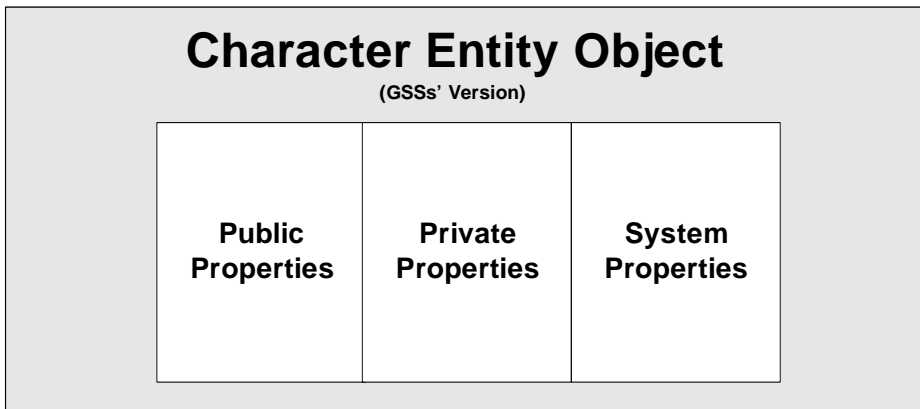 Character Entity Object
(GSSs’ Version)
Public
Properties
Private
Properties
System
Properties